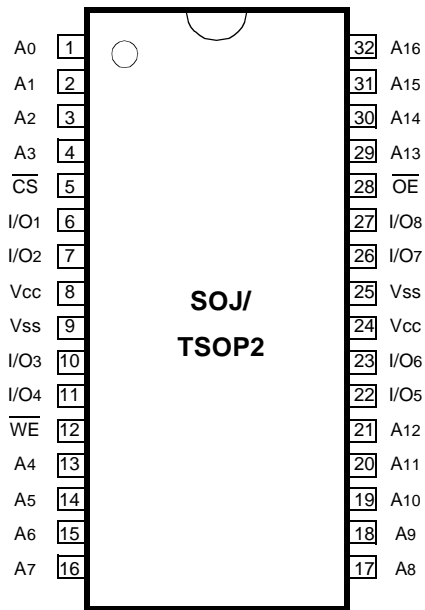 A0 1 32 A16
A1 2 31 A15
A2 3 30 A14
A3 4 29 A13
C̅S̅ 5 28 O̅E̅
I/O1 6 27 I/O8
I/O2 7 26 I/O7
Vcc 8 25 Vss
SOJ/
Vss 9 24 Vcc
TSOP2
I/O3 10 23 I/O6
I/O4 11 22 I/O5
W̅E̅ 12 21 A12
A4 13 20 A11
A5 14 19 A10
A6 15 18 A9
A7 16 17 A8